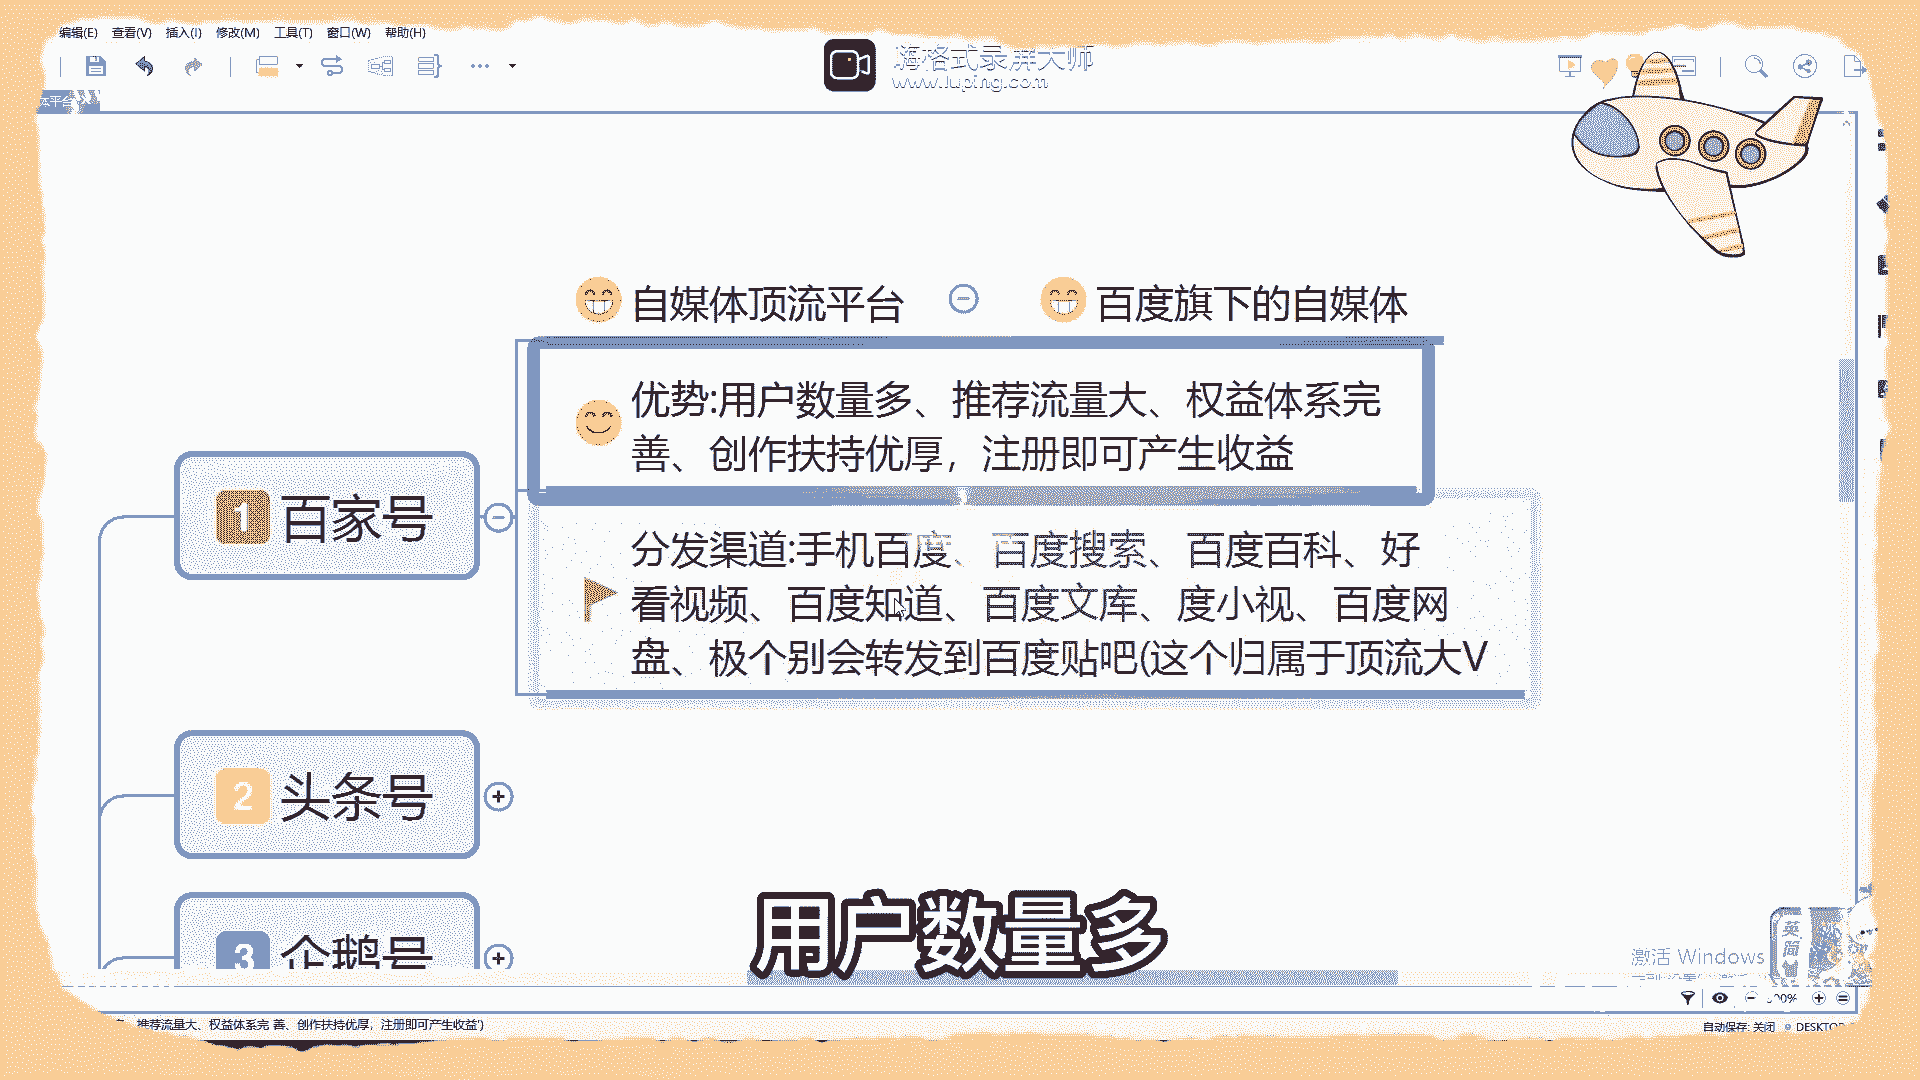 编辑(E) 查看(V) 插入(I) 修改(M) 工具(T) 窗口(W) 帮助(H)
嗨格式录屏大师
www.luping.com
体平台
自媒体顶流平台
百度旗下的自媒体
优势:用户数量多、推荐流量大、权益体系完
善、创作扶持优厚，注册即可产生收益
1 百家号
分发渠道:手机百度、百度搜索、百度百科、好
看视频、百度知道、百度文库、度小视、百度网
盘、极个别会转发到百度贴吧(这个归属于顶流大V
2 头条号
3 企鹅号
用户数量多
英
简
激活 Windows
推荐流量大、权益体系完 善、创作扶持优厚，注册即可产生收益')
自动保存: 关闭